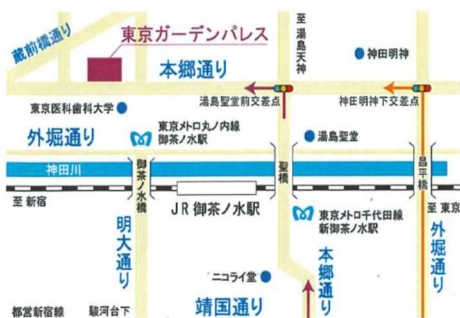 蔵前橋通り
東京ガーデンパレス
本郷通り
至 湯島天神
神田明神
湯島聖堂前交差点
神田明神下交差点
東京医科歯科大学
外堀通り
東京メトロ丸ノ内線
御茶ノ水駅
湯島聖堂
神田川
御茶ノ水橋
聖橋
昌平橋
至 新宿
JR 御茶ノ水駅
東京メトロ千代田線
新御茶ノ水駅
至 東京
明大通り
ニコライ堂
本郷通り
外堀通り
靖国通り
都営新宿線
駿河台下